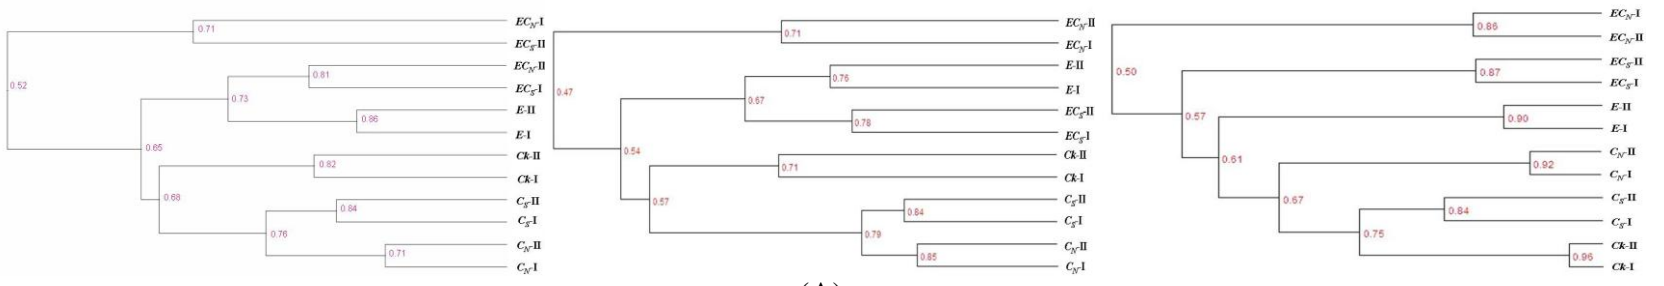 EC_N-I
0.71
EC_S-II
0.52
EC_N-II
0.81
EC_S-I
0.73
E-II
0.86
E-I
0.65
Ck-II
0.82
Ck-I
0.68
C_S-II
0.84
C_S-I
0.76
C_N-II
0.71
C_N-I
EC_N-II
0.71
EC_N-I
E-II
0.76
E-I
0.47
0.67
EC_S-II
0.78
EC_S-I
0.54
Ck-II
0.71
Ck-I
0.57
C_S-II
0.84
C_S-I
0.79
C_N-II
0.85
C_N-I
EC_N-I
0.86
EC_N-II
0.50
EC_S-II
0.87
EC_S-I
0.57
E-II
0.90
E-I
0.61
C_N-II
0.92
C_N-I
0.67
C_S-II
0.84
C_S-I
0.75
Ck-II
0.96
Ck-I